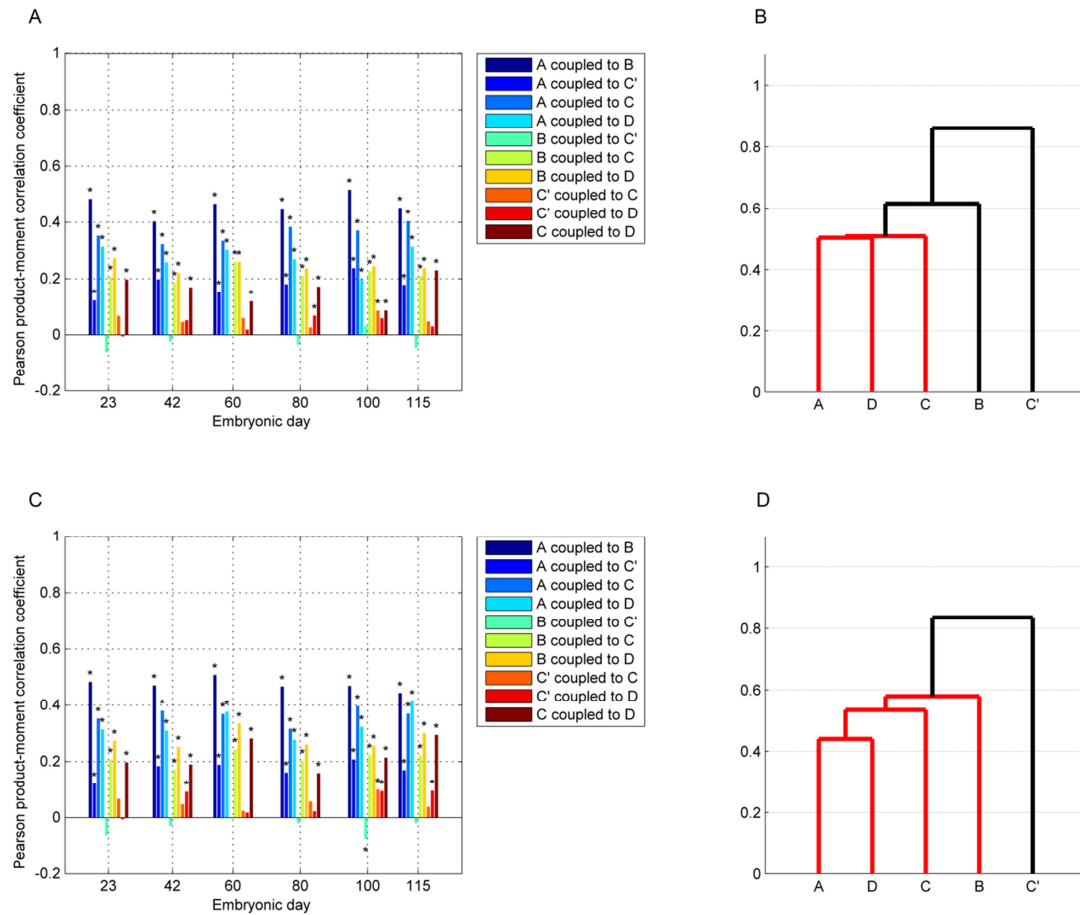 A
Pearson product-moment correlation coefficient
1
0.8
0.6
0.4
0.2
0
-0.2
23 42 60 80 100 115
Embryonic day
A coupled to B
A coupled to C'
A coupled to C
A coupled to D
B coupled to C'
B coupled to C
B coupled to D
C' coupled to C
C' coupled to D
C coupled to D
B
1
0.8
0.6
0.4
0.2
0
A D C B C'
C
Pearson product-moment correlation coefficient
1
0.8
0.6
0.4
0.2
0
-0.2
23 42 60 80 100 115
Embryonic day
A coupled to B
A coupled to C'
A coupled to C
A coupled to D
B coupled to C'
B coupled to C
B coupled to D
C' coupled to C
C' coupled to D
C coupled to D
D
1
0.8
0.6
0.4
0.2
0
A D C B C'